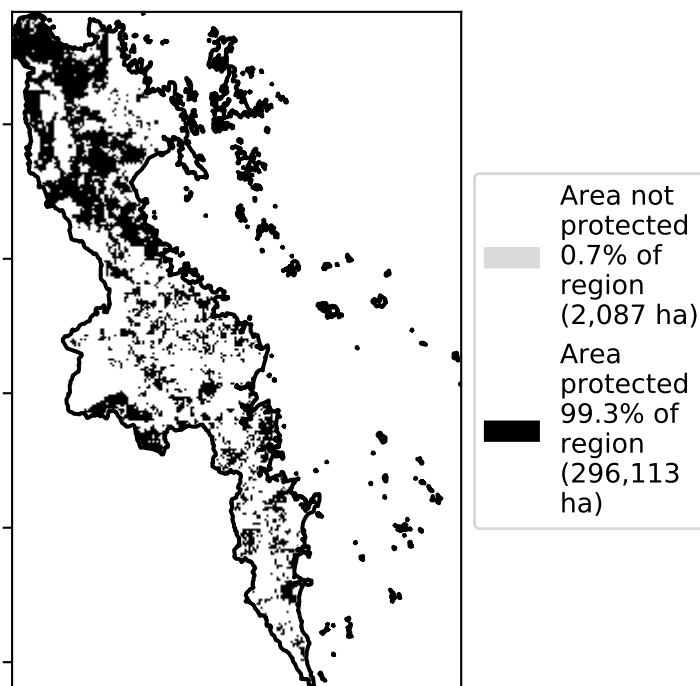 Area not
protected
0.7% of
region
(2,087 ha)
Area
protected
99.3% of
region
(296,113
ha)